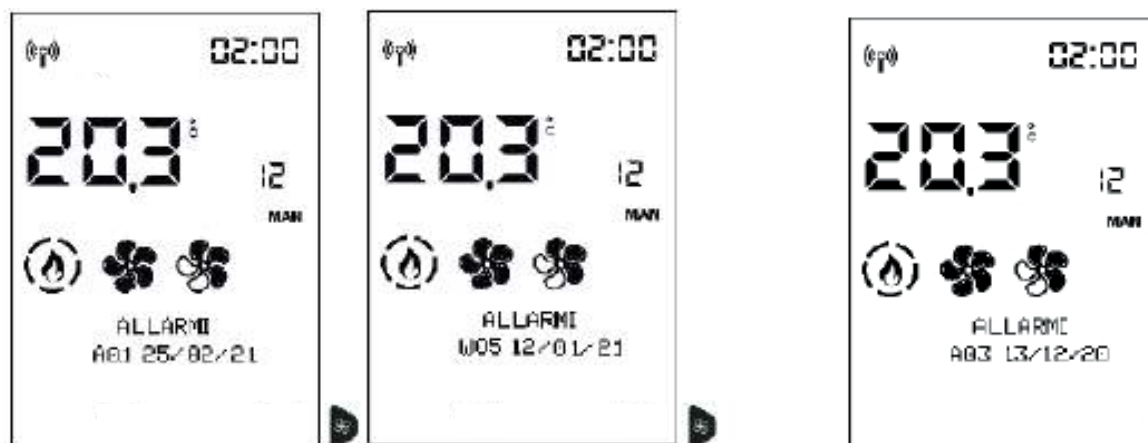 02:00
20.3 °C
12
MAN
ALLARMI
A01 25/02/21
02:00
20.3 °C
12
MAN
ALLARMI
W05 12/01/21
02:00
20.3 °C
12
MAN
ALLARMI
A03 13/12/20